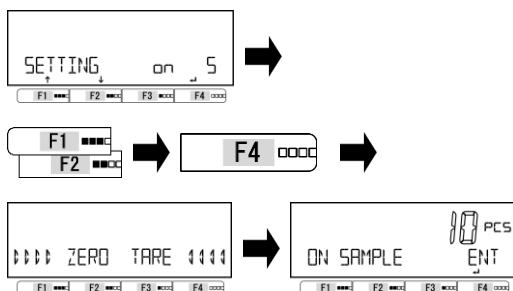 SETTING on 5
F1 F2 F3 F4
F1
F2
F4
ZERO TARE
10 PCS
ON SAMPLE ENT
F1 F2 F3 F4
F1 F2 F3 F4